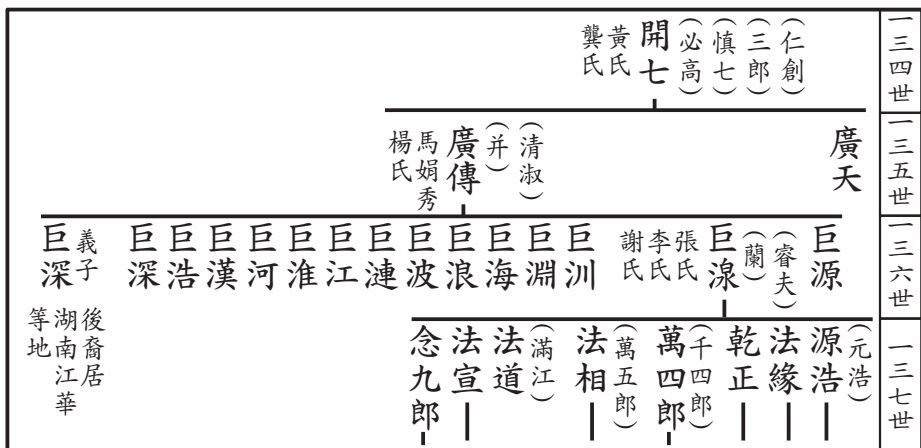 一三四世
(仁創)
(三郎)
(慎七)
(必高)
開七
黃氏
龔氏
一三五世
廣天
(清淑)
(并)
廣傳
馬娟秀
楊氏
一三六世
巨源
(睿夫)
(蘭)
巨湶
張氏
李氏
謝氏
巨汌
巨淵
巨海
巨浪
巨波
巨漣
巨江
巨淮
巨河
巨漢
巨浩
巨深
義子
巨深
後裔居
湖南江華
等地
一三七世
(元浩)
源浩
法緣
乾正
(千四郎)
萬四郎
(萬五郎)
法相
(滿江)
法道
法宣
念九郎